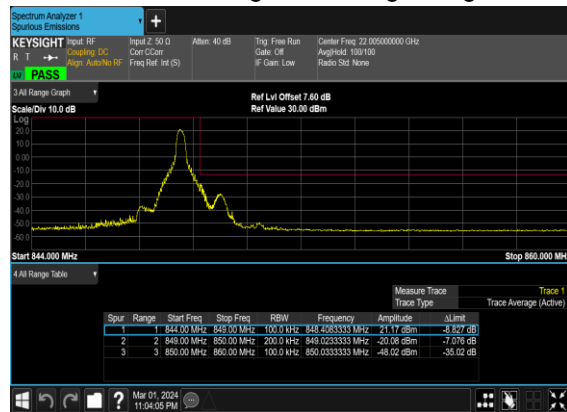 Spectrum Analyzer 1
Spurious Emissions
KEYSIGHT Input: RF Input Z: 50 Ω Atten: 40 dB Trig: Free Run Center Freq: 22.005000000 GHz
R T Coupling: DC Corr CCorr Gate: Off Avg|Hold: 100/100
Align: Auto/No RF Freq Ref: Int (S) IF Gain: Low Radio Std: None
LXI PASS
3 All Range Graph
Ref Lvl Offset 7.60 dB
Scale/Div 10.0 dB Ref Value 30.00 dBm
Log
20.0
10.0
0.00
-10.0
-20.0
-30.0
-40.0
-50.0
-60.0
Start 844.000 MHz Stop 860.000 MH
4 All Range Table
Measure Trace Trace 1
Trace Type Trace Average (Active)
Spur Range Start Freq Stop Freq RBW Frequency Amplitude ΔLimit
1 1 844.00 MHz 849.00 MHz 100.0 kHz 848.4083333 MHz 21.17 dBm -8.827 dB
2 2 849.00 MHz 850.00 MHz 200.0 kHz 849.0233333 MHz -20.08 dBm -7.076 dB
3 3 850.00 MHz 860.00 MHz 100.0 kHz 850.0333333 MHz -48.02 dBm -35.02 dB
Mar 01, 2024
11:04:05 PM